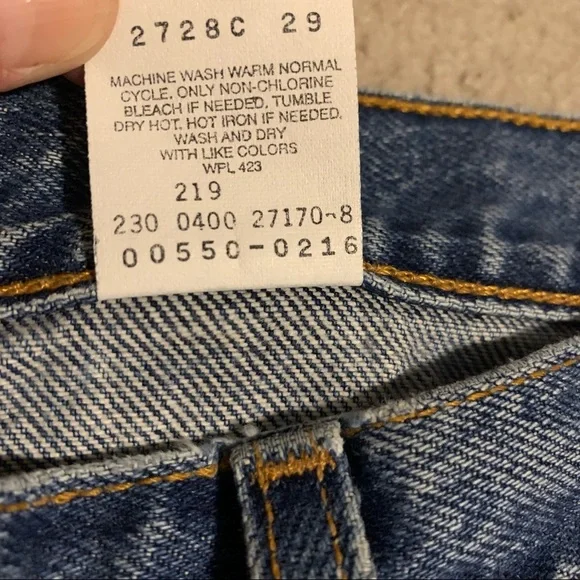 2728C 29
MACHINE WASH WARM NORMAL
CYCLE. ONLY NON-CHLORINE
BLEACH IF NEEDED. TUMBLE
DRY HOT. HOT IRON IF NEEDED.
WASH AND DRY
WITH LIKE COLORS
WPL 423
219
230 0400 27170-8
00550-0216